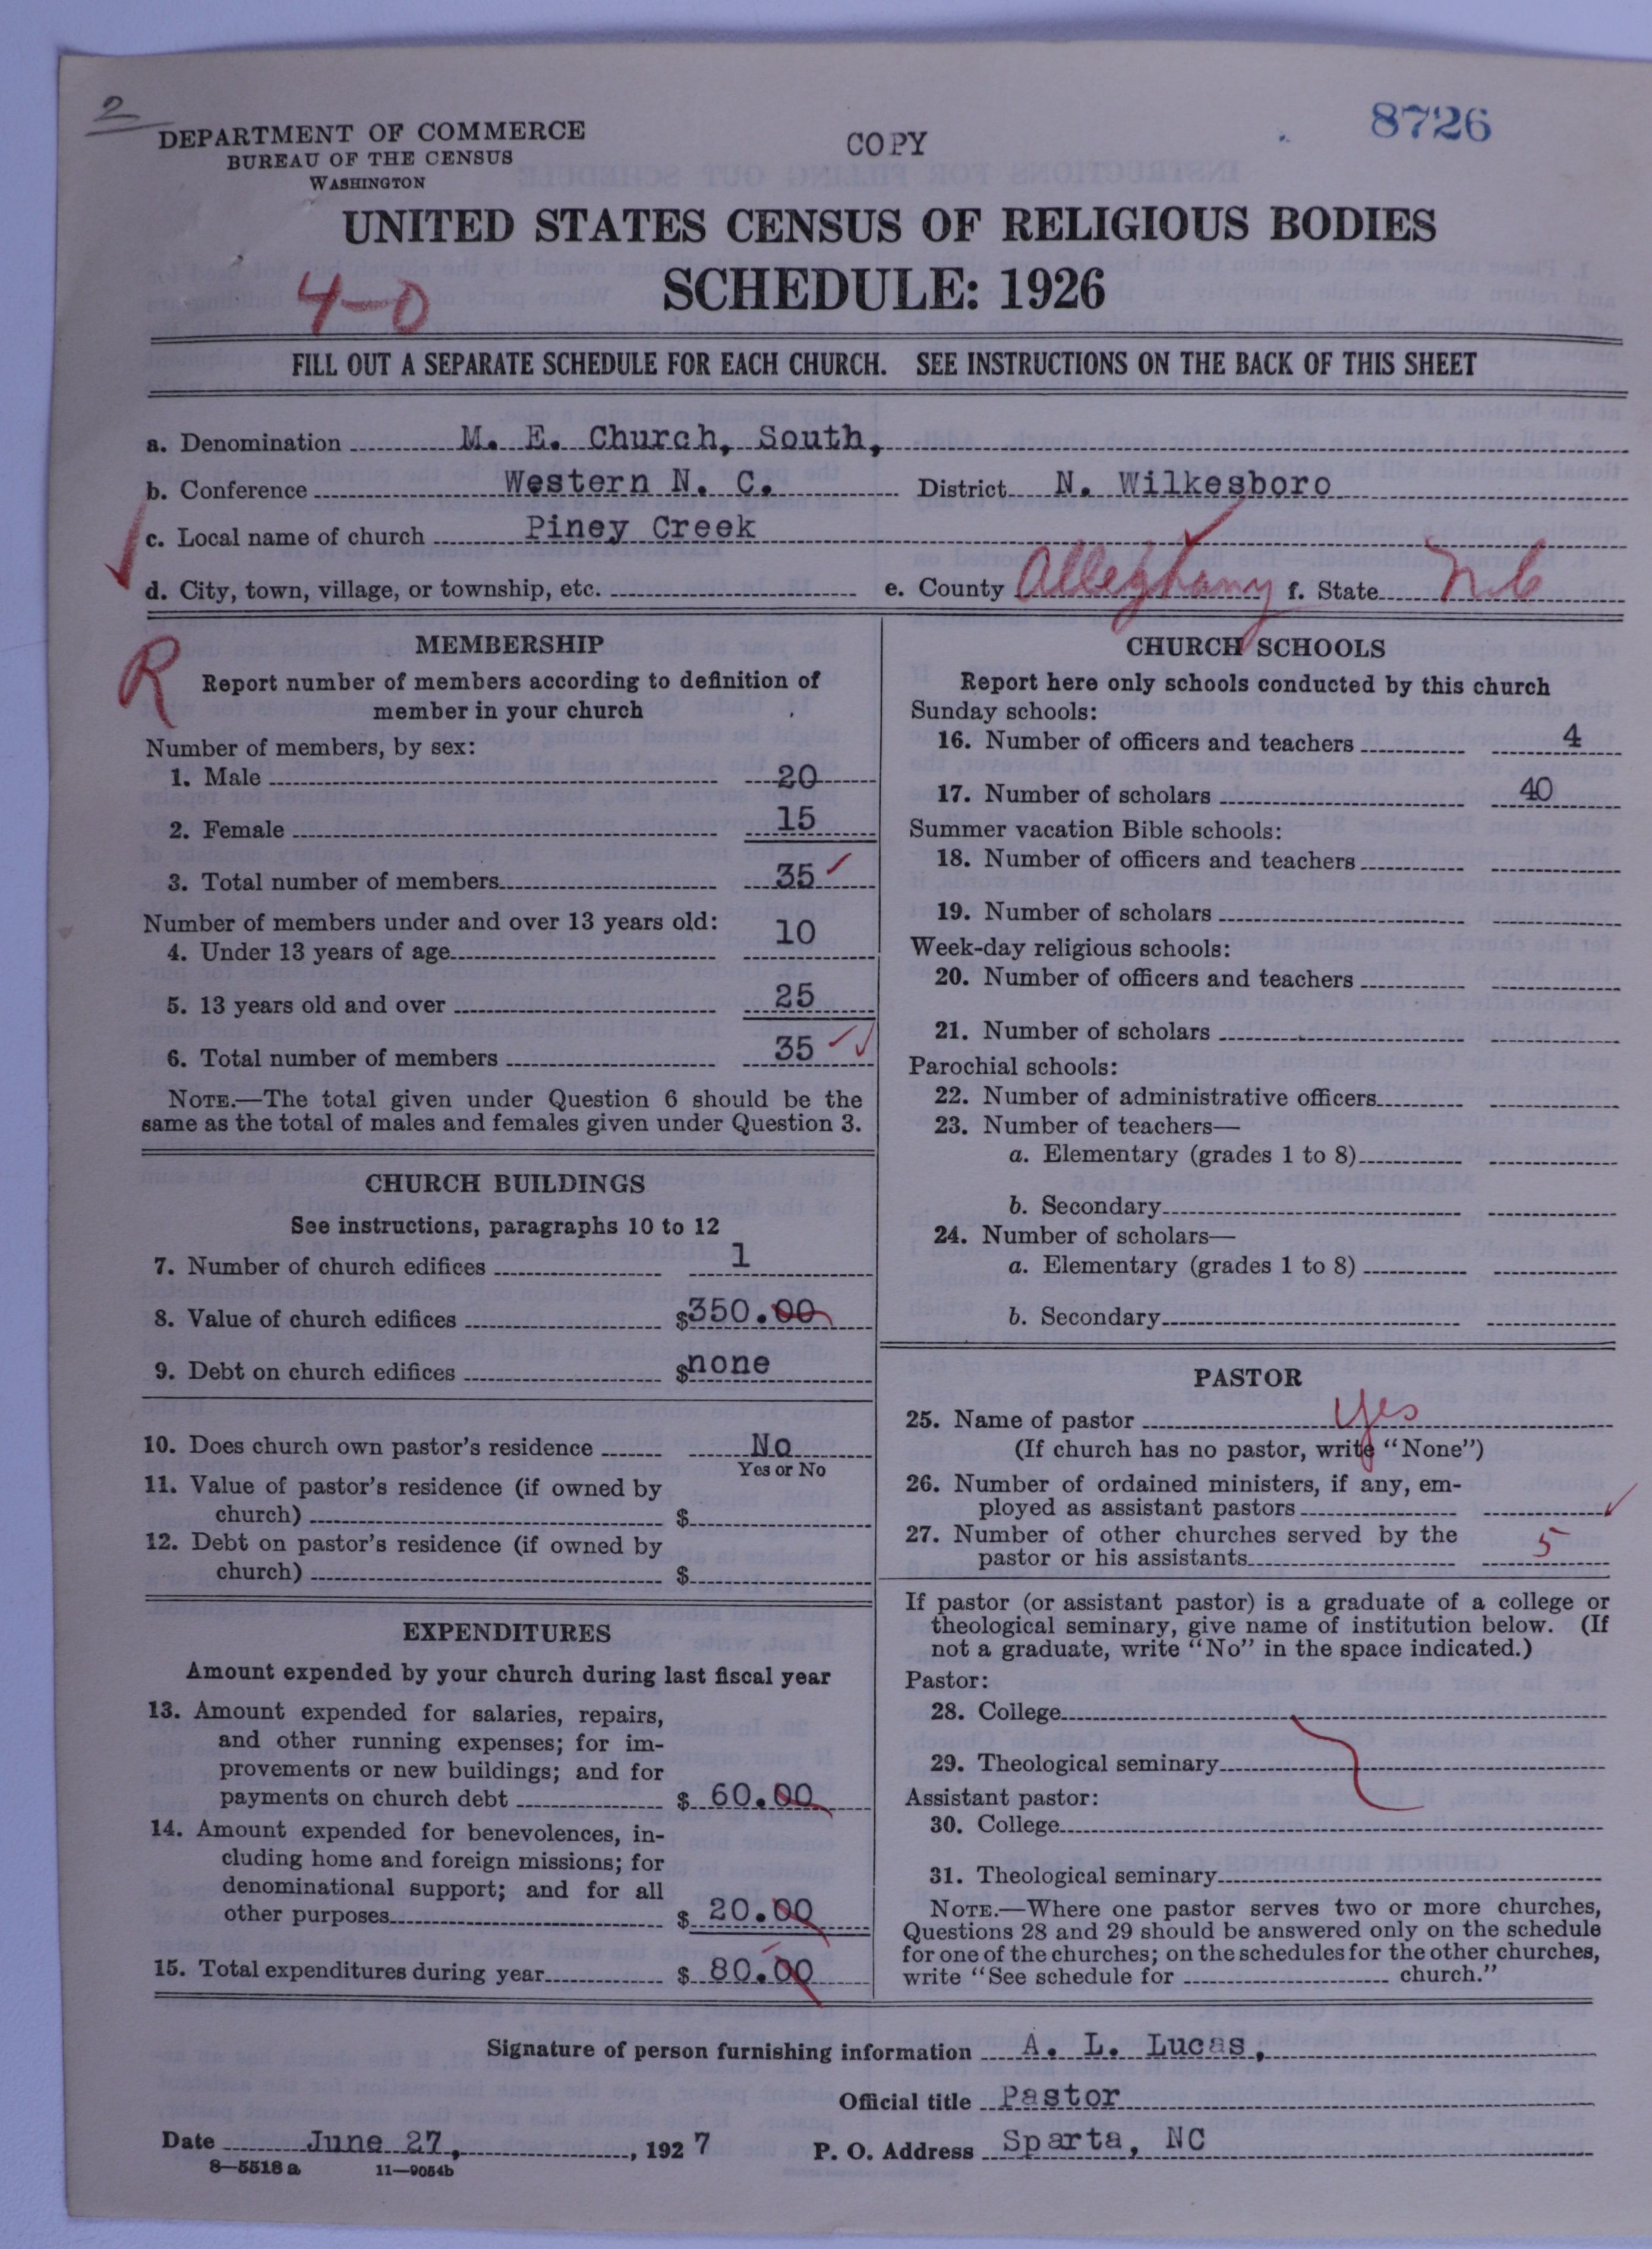 2
DEPARTMENT OF COMMERCE
BUREAU OF THE CENSUS
WASHINGTON
COPY
8726
UNITED STATES CENSUS OF RELIGIOUS BODIES
SCHEDULE: 1926
4-0
FILL OUT A SEPARATE SCHEDULE FOR EACH CHURCH. SEE INSTRUCTIONS ON THE BACK OF THIS SHEET
a. Denomination M. E. Church, South,
b. Conference Western N. C. District N. Wilkesboro
c. Local name of church Piney Creek
d. City, town, village, or township, etc. e. County Alleghany f. State N C
R
MEMBERSHIP
Report number of members according to definition of
member in your church
Number of members, by sex:
1. Male 20
2. Female 15
3. Total number of members 35
Number of members under and over 13 years old:
4. Under 13 years of age 10
5. 13 years old and over 25
6. Total number of members 35
NOTE.—The total given under Question 6 should be the
same as the total of males and females given under Question 3.
CHURCH BUILDINGS
See instructions, paragraphs 10 to 12
7. Number of church edifices 1
8. Value of church edifices $350.00
9. Debt on church edifices $none
10. Does church own pastor's residence No
Yes or No
11. Value of pastor's residence (if owned by
church) $
12. Debt on pastor's residence (if owned by
church) $
EXPENDITURES
Amount expended by your church during last fiscal year
13. Amount expended for salaries, repairs,
and other running expenses; for im-
provements or new buildings; and for
payments on church debt $ 60.00
14. Amount expended for benevolences, in-
cluding home and foreign missions; for
denominational support; and for all
other purposes $ 20.00
15. Total expenditures during year $ 80.00
CHURCH SCHOOLS
Report here only schools conducted by this church
Sunday schools:
16. Number of officers and teachers 4
17. Number of scholars 40
Summer vacation Bible schools:
18. Number of officers and teachers
19. Number of scholars
Week-day religious schools:
20. Number of officers and teachers
21. Number of scholars
Parochial schools:
22. Number of administrative officers
23. Number of teachers—
a. Elementary (grades 1 to 8)
b. Secondary
24. Number of scholars—
a. Elementary (grades 1 to 8)
b. Secondary
PASTOR
25. Name of pastor yes
(If church has no pastor, write "None")
26. Number of ordained ministers, if any, em-
ployed as assistant pastors
27. Number of other churches served by the
pastor or his assistants 5
If pastor (or assistant pastor) is a graduate of a college or
theological seminary, give name of institution below. (If
not a graduate, write "No" in the space indicated.)
Pastor:
28. College
29. Theological seminary
Assistant pastor:
30. College
31. Theological seminary
NOTE.—Where one pastor serves two or more churches,
Questions 28 and 29 should be answered only on the schedule
for one of the churches; on the schedules for the other churches,
write "See schedule for church."
Signature of person furnishing information A. L. Lucas,
Official title Pastor
Date June 27, 1927 P. O. Address Sparta, NC
8—5518 a 11—9054b